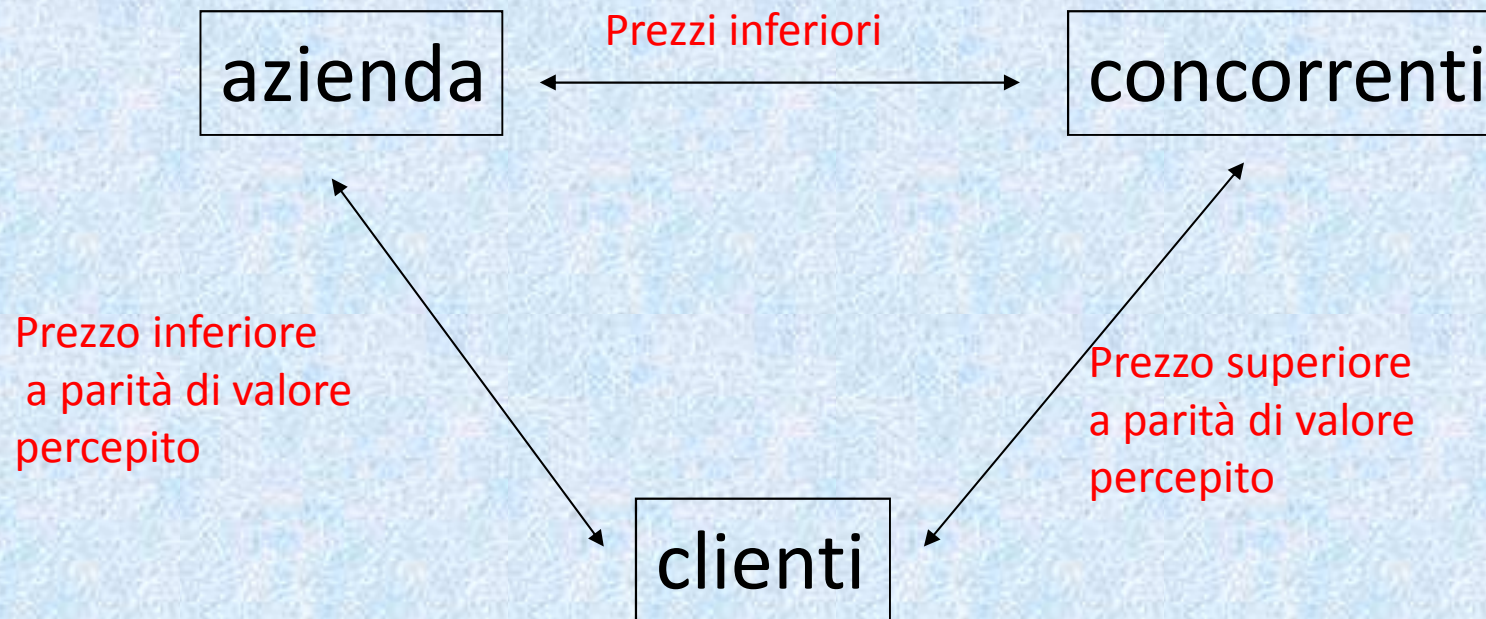 Prezzi inferiori
azienda
concorrenti
Prezzo inferiore
a parità di valore
percepito
Prezzo superiore
a parità di valore
percepito
clienti